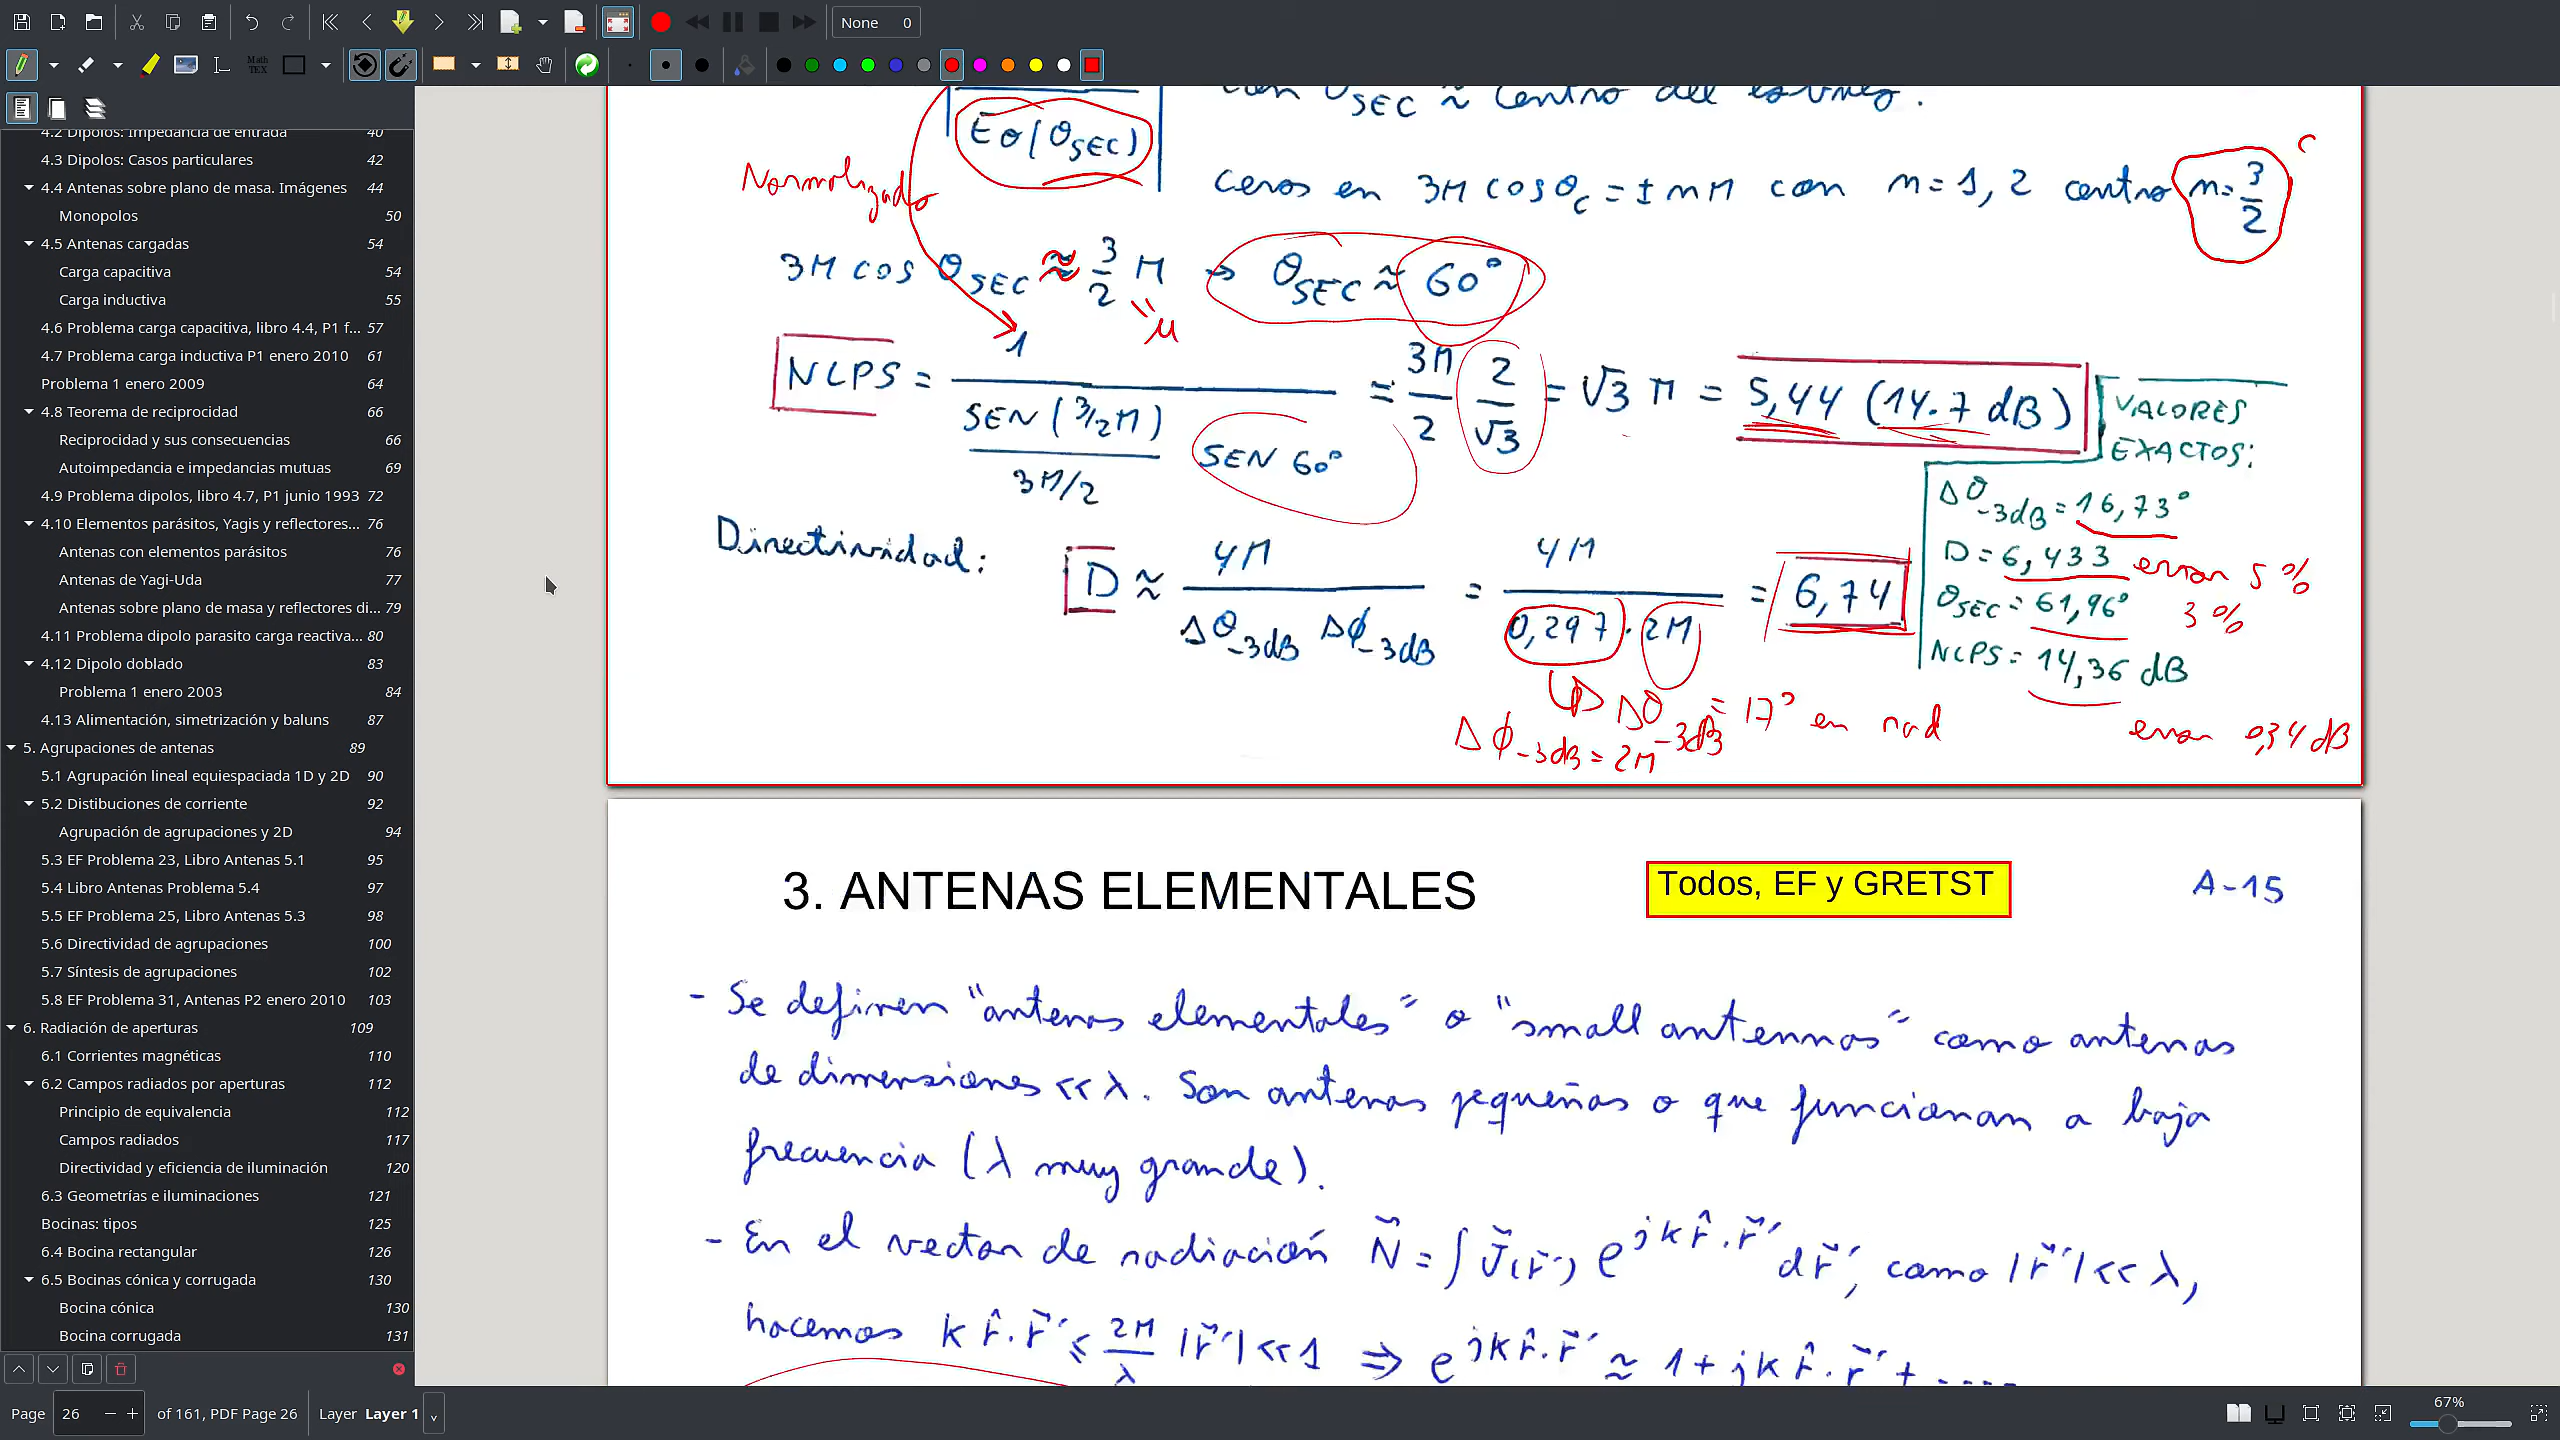 None 0
Math TEX
4.2 Dipolos: Impedancia de entrada 40
4.3 Dipolos: Casos particulares 42
4.4 Antenas sobre plano de masa. Imágenes 44
Monopolos 50
4.5 Antenas cargadas 54
Carga capacitiva 54
Carga inductiva 55
4.6 Problema carga capacitiva, libro 4.4, P1 f... 57
4.7 Problema carga inductiva P1 enero 2010 61
Problema 1 enero 2009 64
4.8 Teorema de reciprocidad 66
Reciprocidad y sus consecuencias 66
Autoimpedancia e impedancias mutuas 69
4.9 Problema dipolos, libro 4.7, P1 junio 1993 72
4.10 Elementos parásitos, Yagis y reflectores... 76
Antenas con elementos parásitos 76
Antenas de Yagi-Uda 77
Antenas sobre plano de masa y reflectores di... 79
4.11 Problema dipolo parasito carga reactiva... 80
4.12 Dipolo doblado 83
Problema 1 enero 2003 84
4.13 Alimentación, simetrización y baluns 87
5. Agrupaciones de antenas 89
5.1 Agrupación lineal equiespaciada 1D y 2D 90
5.2 Distibuciones de corriente 92
Agrupación de agrupaciones y 2D 94
5.3 EF Problema 23, Libro Antenas 5.1 95
5.4 Libro Antenas Problema 5.4 97
5.5 EF Problema 25, Libro Antenas 5.3 98
5.6 Directividad de agrupaciones 100
5.7 Síntesis de agrupaciones 102
5.8 EF Problema 31, Antenas P2 enero 2010 103
6. Radiación de aperturas 109
6.1 Corrientes magnéticas 110
6.2 Campos radiados por aperturas 112
Principio de equivalencia 112
Campos radiados 117
Directividad y eficiencia de iluminación 120
6.3 Geometrías e iluminaciones 121
Bocinas: tipos 125
6.4 Bocina rectangular 126
6.5 Bocinas cónica y corrugada 130
Bocina cónica 130
Bocina corrugada 131
Page 26 of 161, PDF Page 26 Layer Layer 1
67%
Eθ(θSEC) con θSEC ≈ centro del
Normalizado
ceros en 3π cos θc = ± nπ con n = 1, 2 centro n = 3/2
3π cos θSEC ≈ 3/2 π → θSEC ≈ 60°
"u
NLPS = 1 / (SEN(3/2π) / (3π/2) SEN 60°) = 3π/2 2/√3 = √3 π = 5,44 (14.7 dB)
VALORES
EXACTOS:
Δθ-3dB = 16,73°
D = 6,433 error 5 %
θSEC = 61,96° 3 %
NLPS = 14,36 dB
error 0,34 dB
Directividad: D ≈ 4π / (Δθ-3dB Δφ-3dB) = 4π / (0,297 · 2π) = 6,74
Δθ-3dB = 17° en rad
Δφ-3dB = 2π
3. ANTENAS ELEMENTALES
Todos, EF y GRETST
A-15
- Se definen "antenas elementales" o "small antennas" como antenas
de dimensiones << λ. Son antenas pequeñas o que funcionan a baja
frecuencia (λ muy grande).
- En el vector de radiación N = ∫ J(r') e^(jk r̂·r') dr', como |r'| << λ,
hacemos k r̂·r' ≤ 2π/λ |r'| << 1 ⇒ e^(jk r̂·r') ≈ 1 + jk r̂·r' + ....